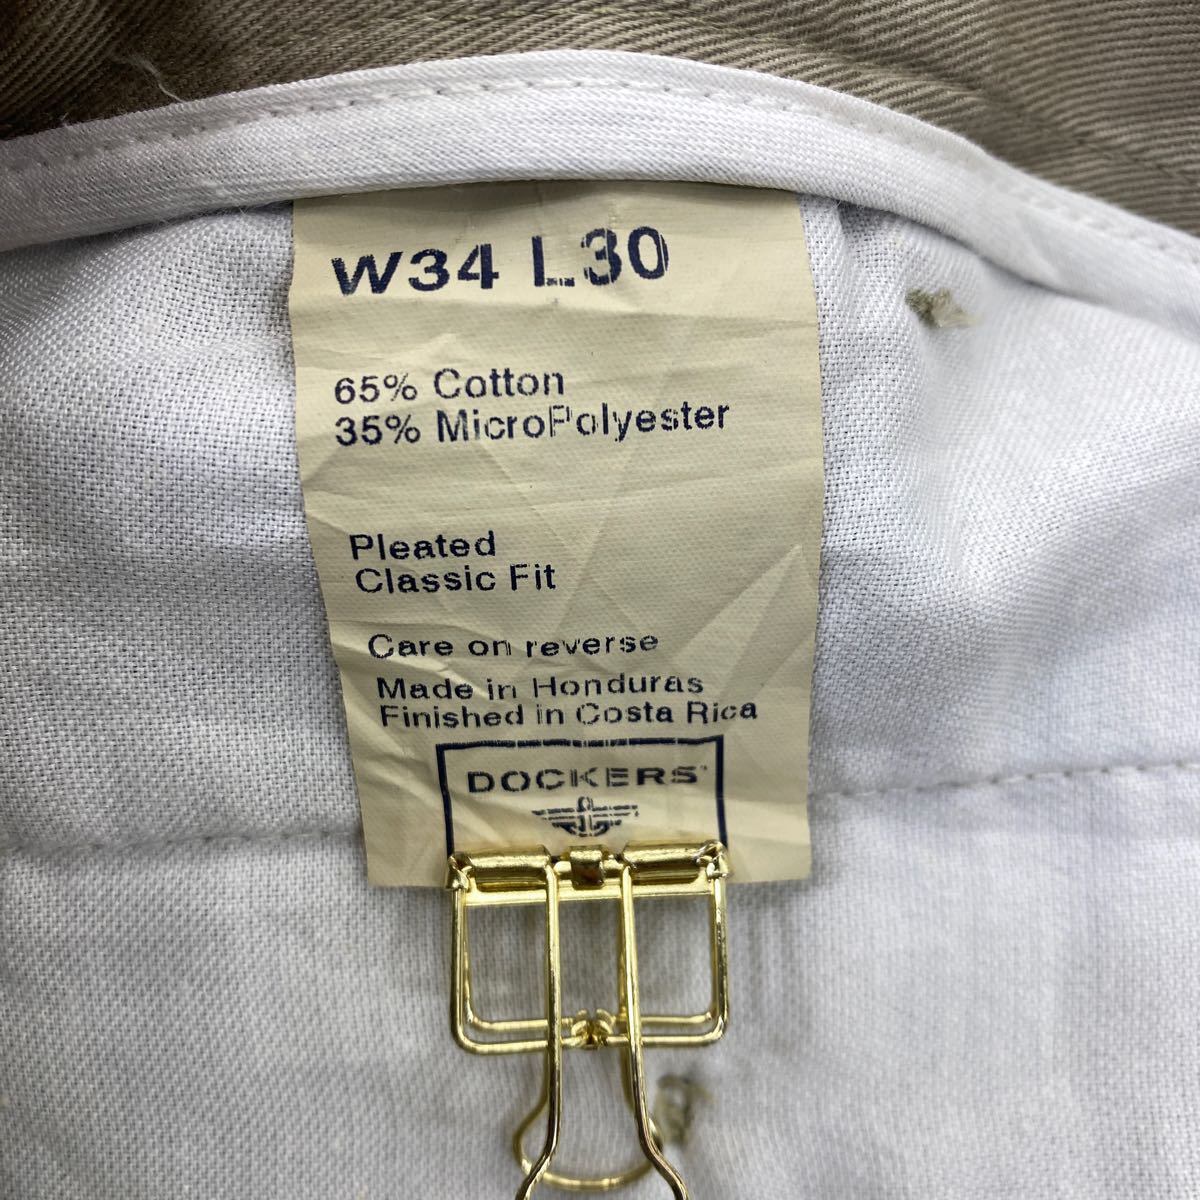 W34 L30
65% Cotton
35% MicroPolyester
Pleated
Classic Fit
Care on reverse
Made in Honduras
Finished in Costa Rica
DOCKERS